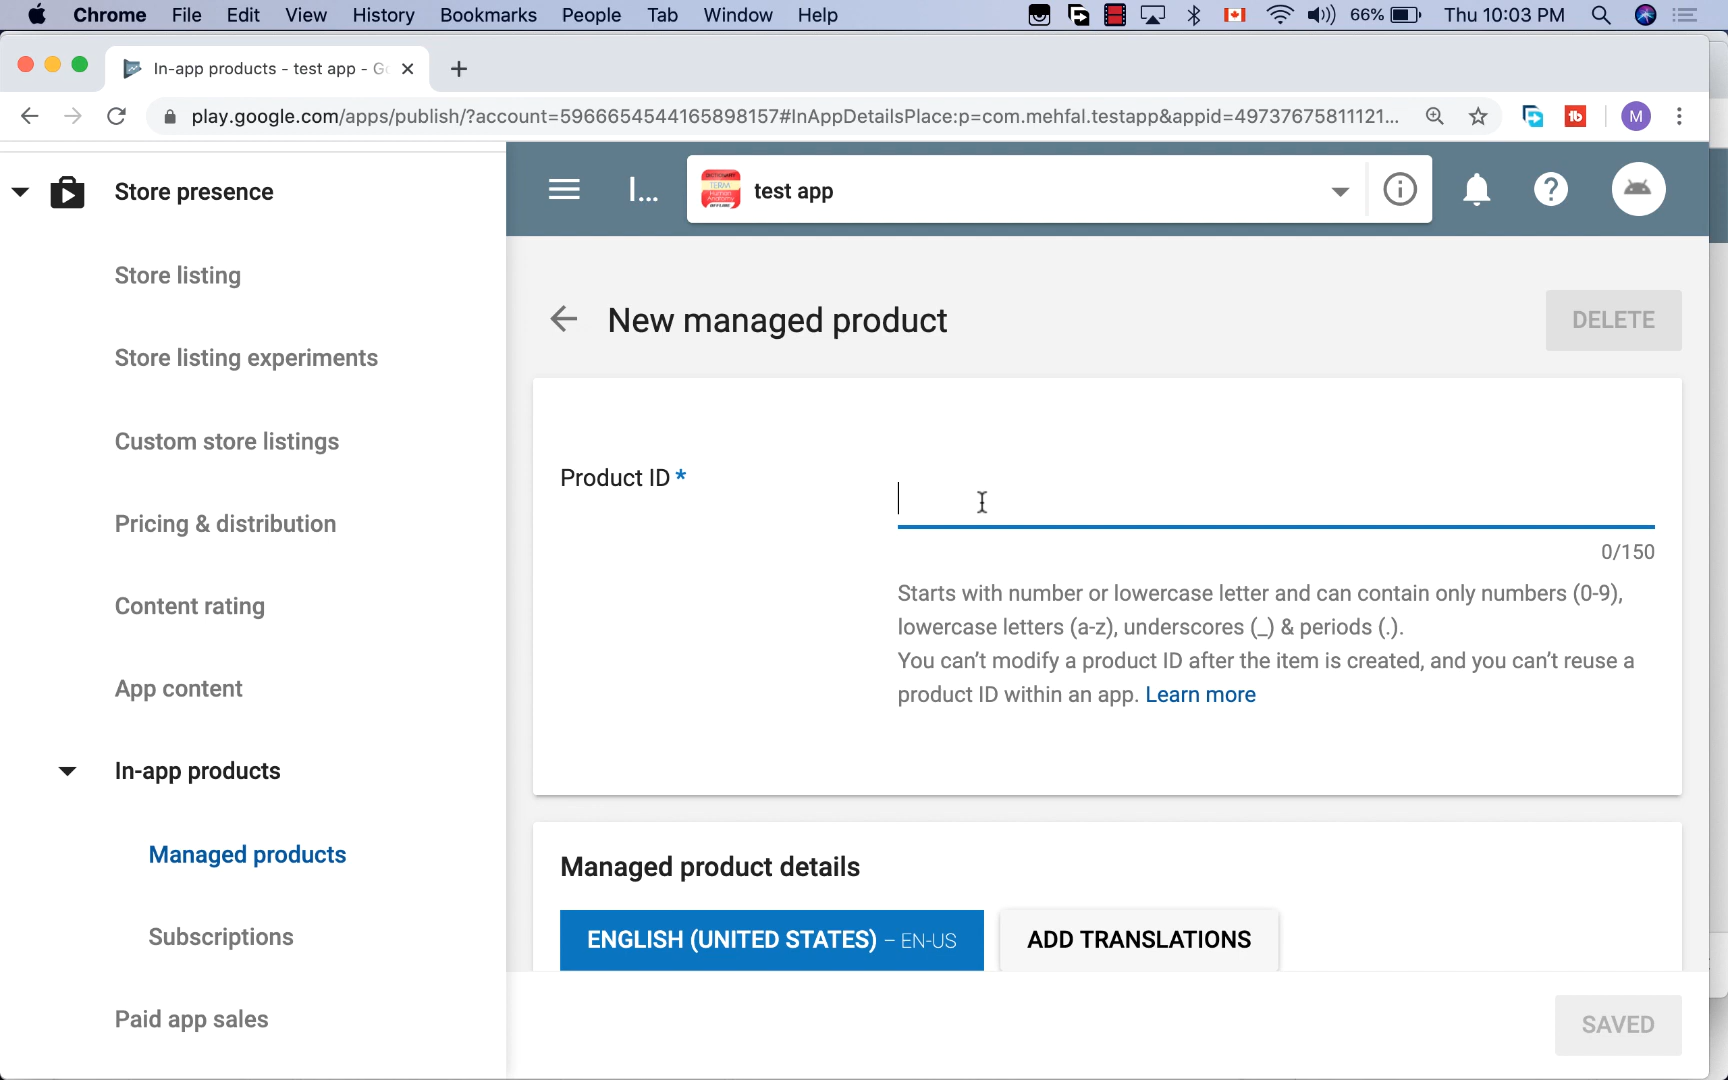 Chrome File Edit View History Bookmarks People Tab Window Help 66% Thu 10:03 PM
In-app products - test app - Go
play.google.com/apps/publish/?account=5966654544165898157#InAppDetailsPlace:p=com.mehfal.testapp&appid=49737675811121... M
Store presence
Store listing
Store listing experiments
Custom store listings
Pricing & distribution
Content rating
App content
In-app products
Managed products
Subscriptions
Paid app sales
I... test app
DICTIONARY
TERM
Human
Anatomy
New managed product
DELETE
Product ID *
0/150
Starts with number or lowercase letter and can contain only numbers (0-9),
lowercase letters (a-z), underscores (_) & periods (.).
You can't modify a product ID after the item is created, and you can't reuse a
product ID within an app. Learn more
Managed product details
ENGLISH (UNITED STATES) – EN-US
ADD TRANSLATIONS
SAVED